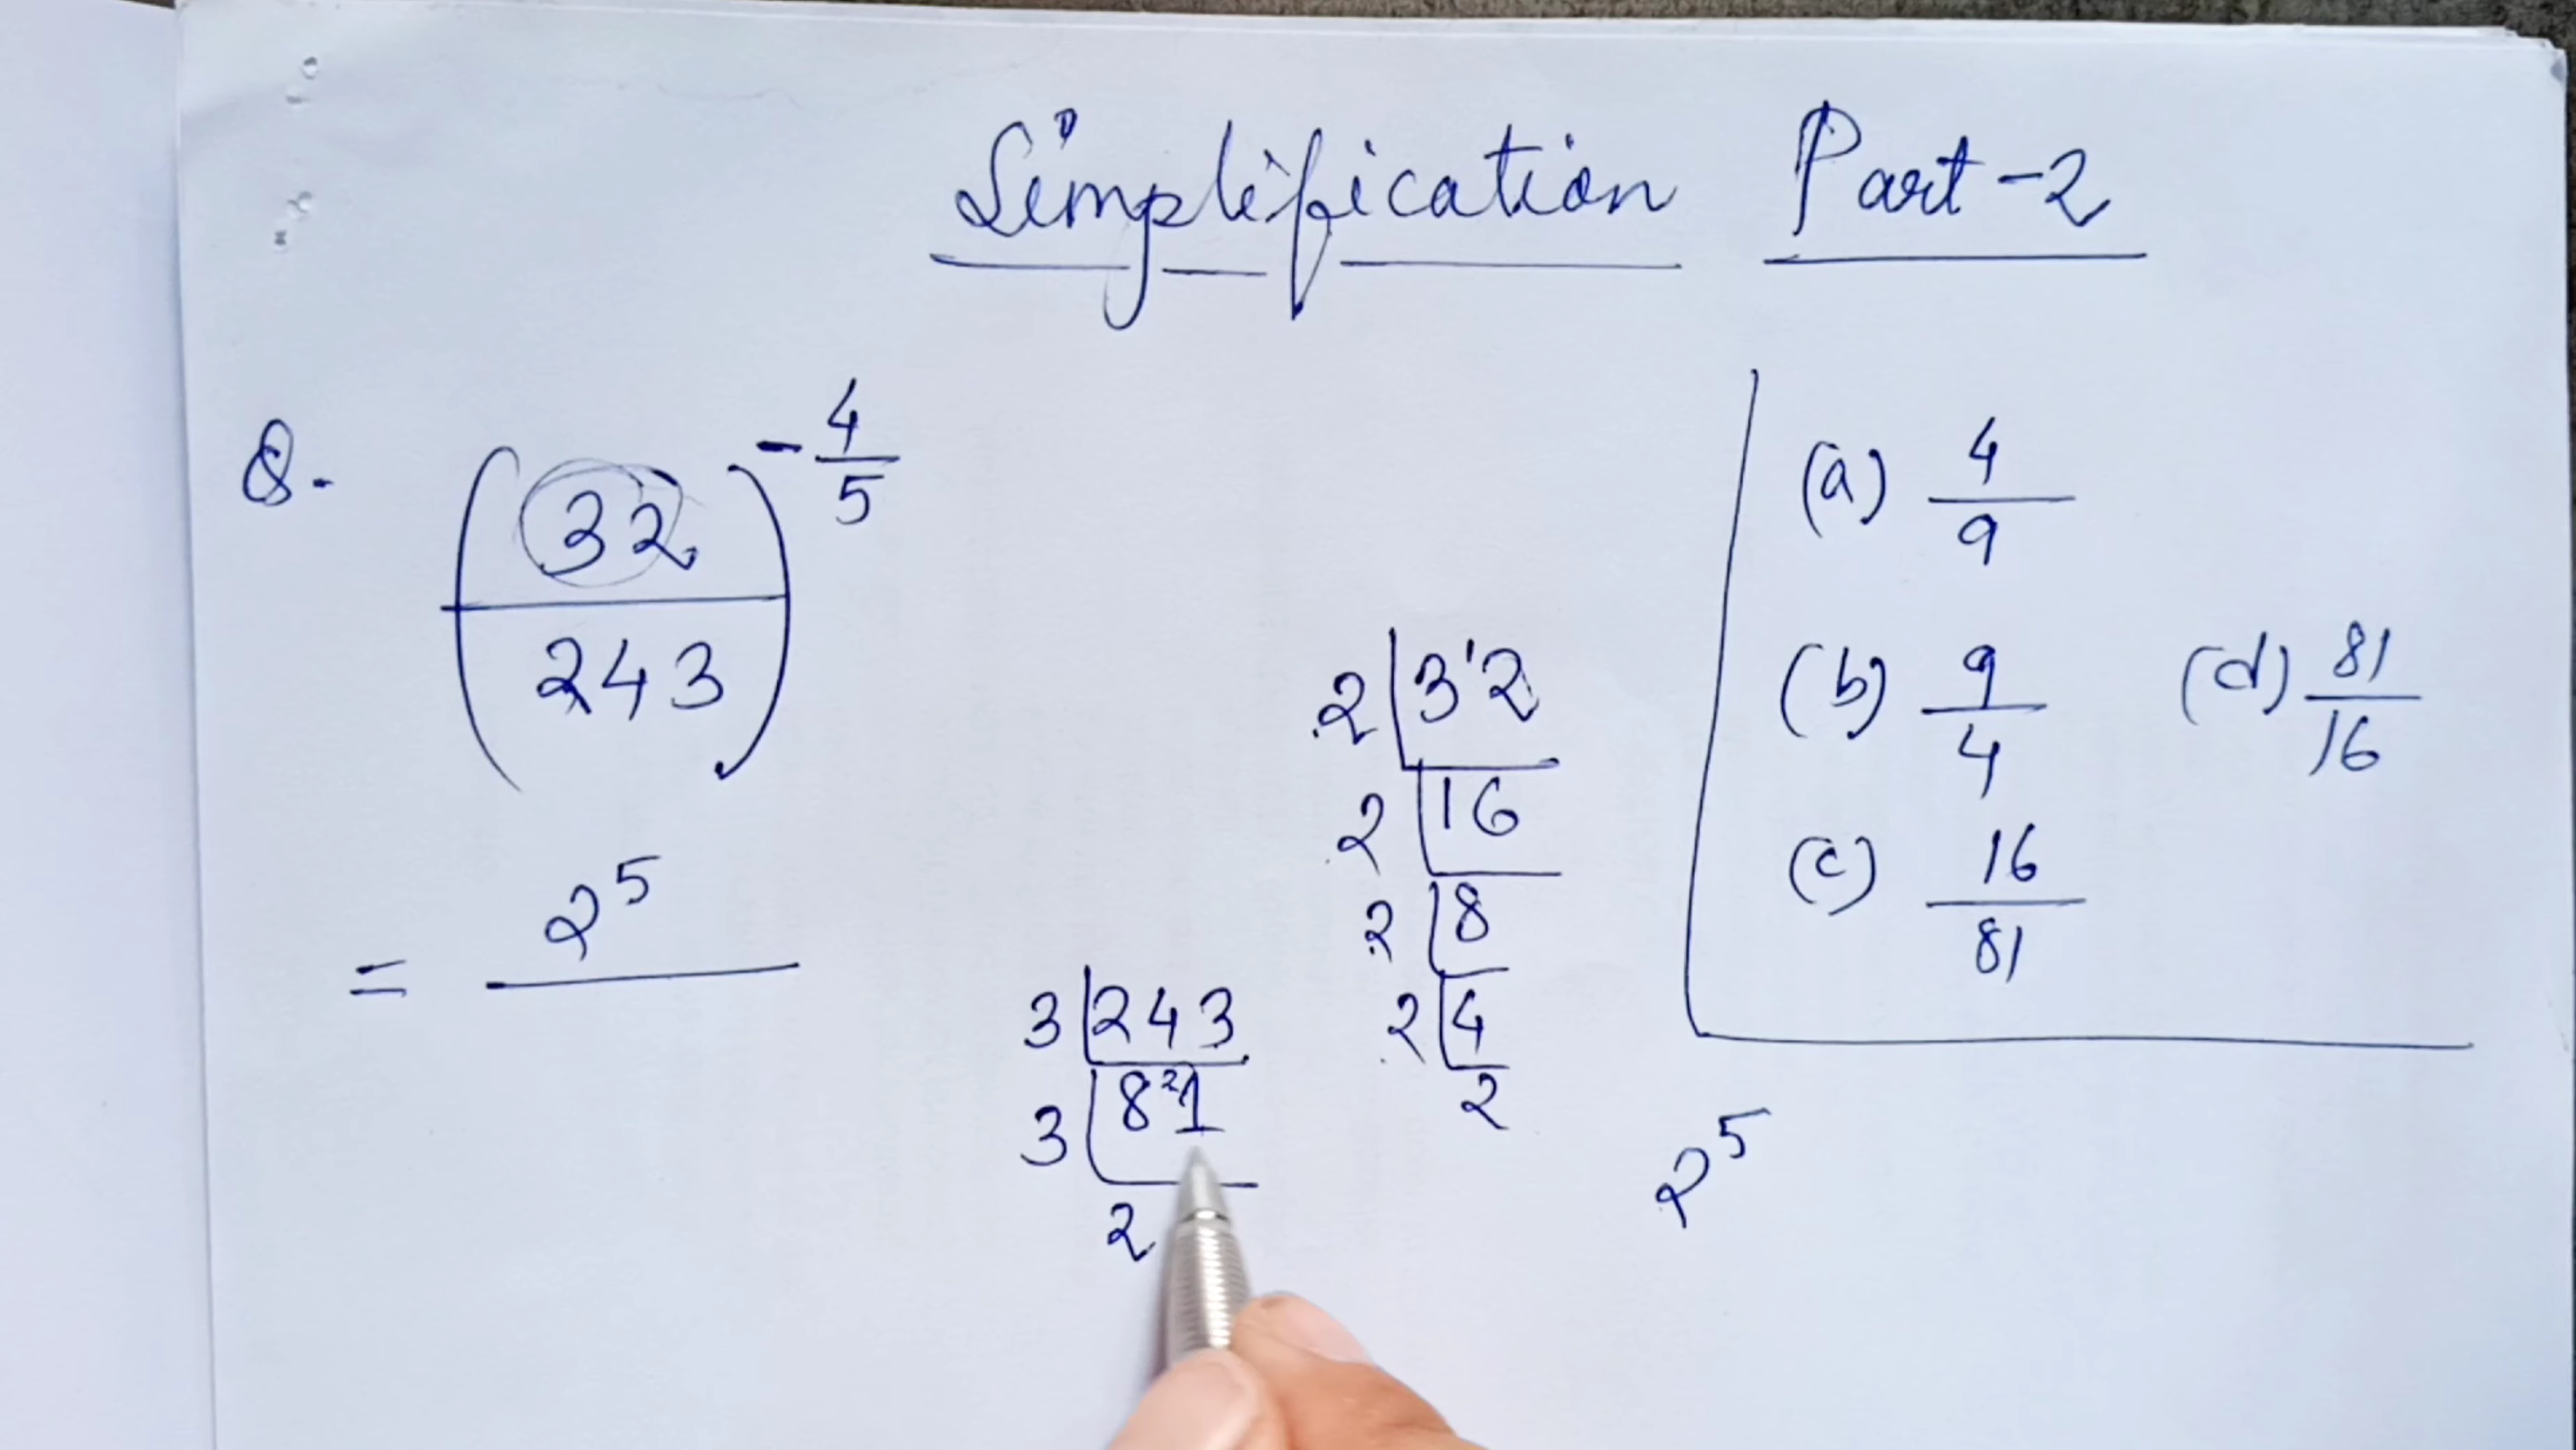 Simplification Part-2
Q. (32/243)^-4/5
(a) 4/9
(b) 9/4
(d) 81/16
(c) 16/81
= 2^5
2 | 32
2 | 16
2 | 8
2 | 4
2
3 | 243
3 | 81
2
2^5